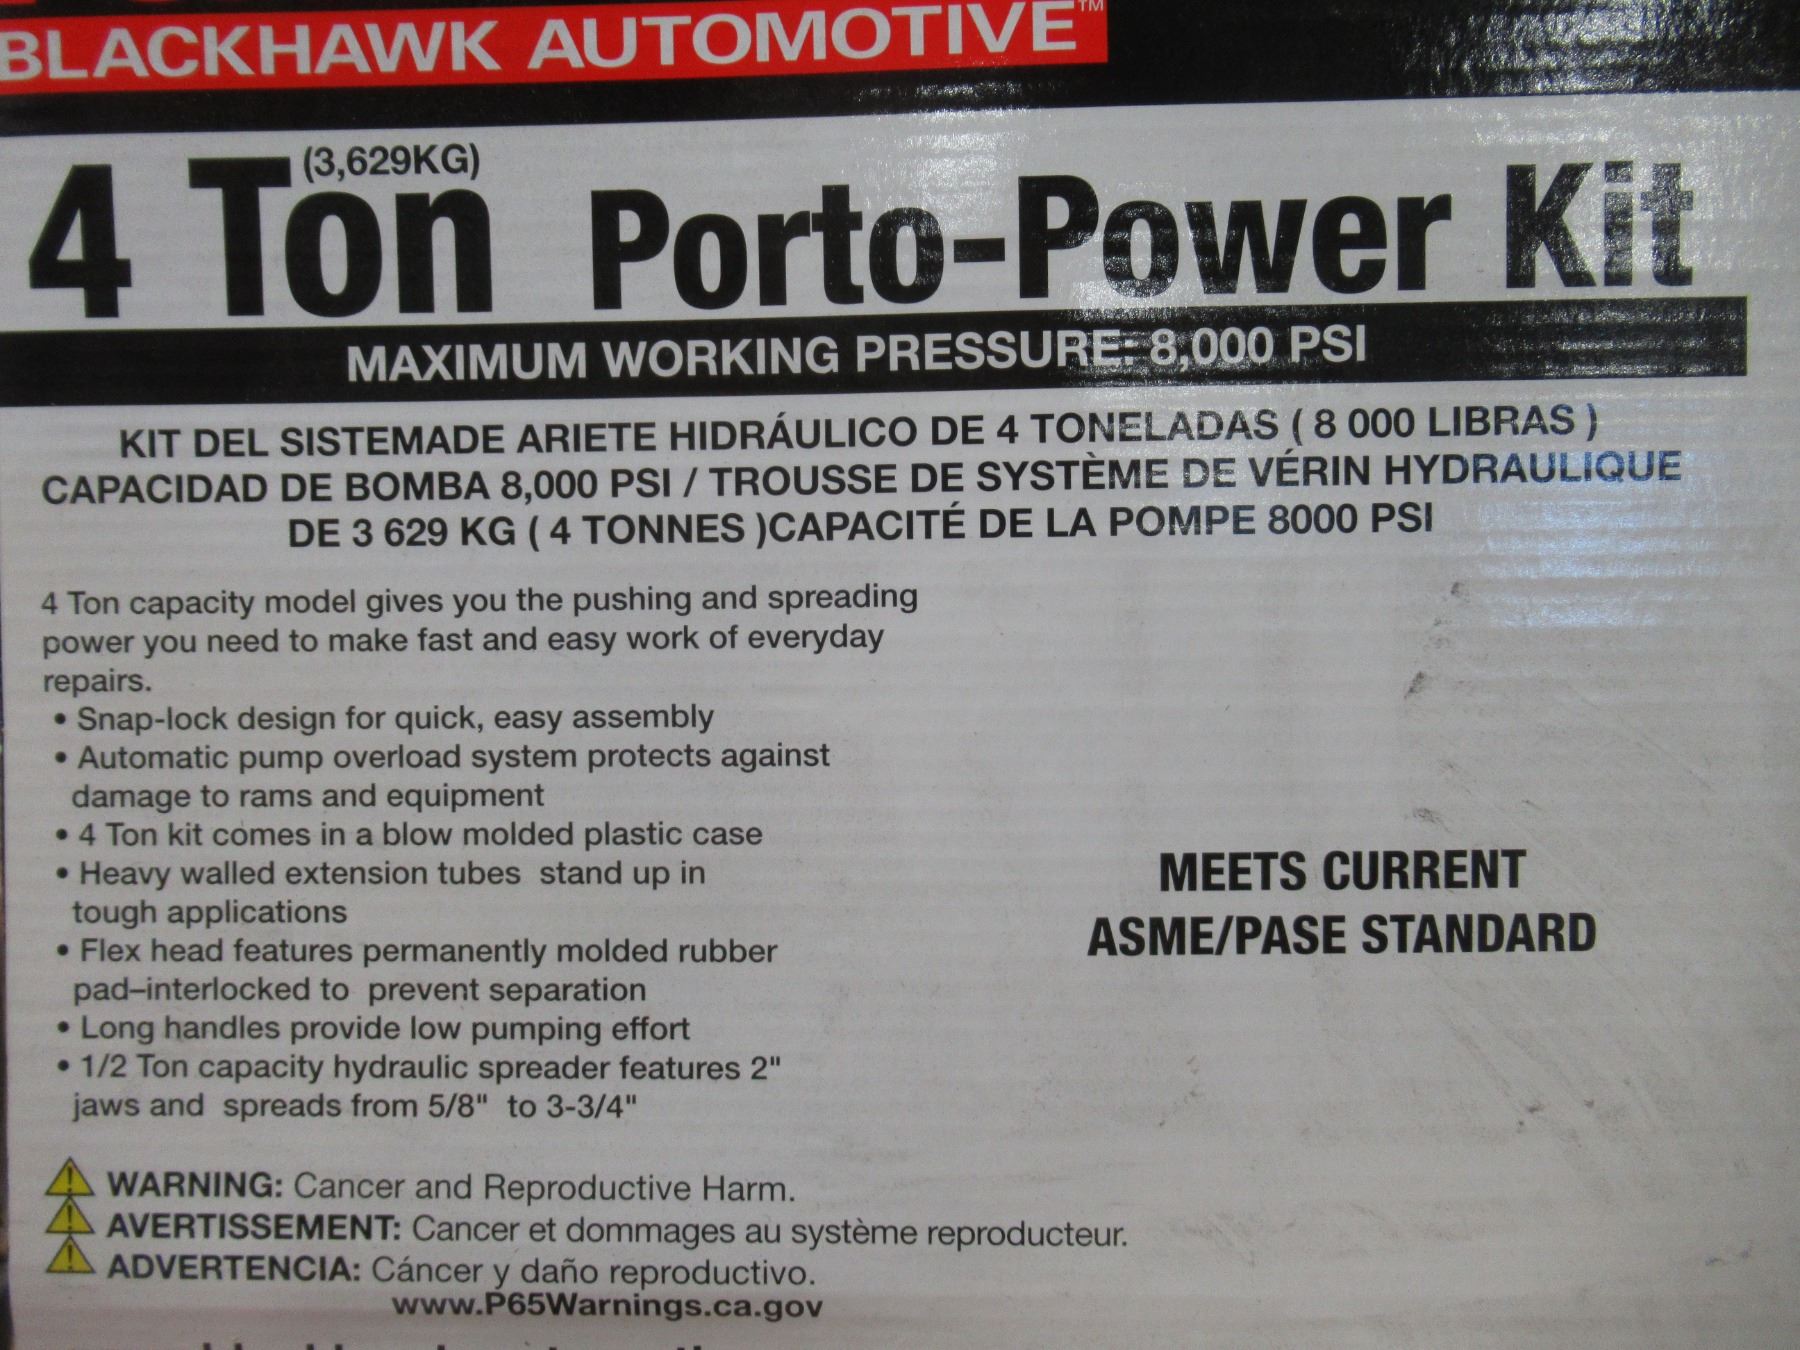 BLACKHAWK AUTOMOTIVE™
(3,629KG)
4 Ton Porto-Power Kit
MAXIMUM WORKING PRESSURE: 8,000 PSI
KIT DEL SISTEMADE ARIETE HIDRÁULICO DE 4 TONELADAS ( 8 000 LIBRAS )
CAPACIDAD DE BOMBA 8,000 PSI / TROUSSE DE SYSTÈME DE VÉRIN HYDRAULIQUE
DE 3 629 KG ( 4 TONNES )CAPACITÉ DE LA POMPE 8000 PSI
4 Ton capacity model gives you the pushing and spreading
power you need to make fast and easy work of everyday
repairs.
• Snap-lock design for quick, easy assembly
• Automatic pump overload system protects against
damage to rams and equipment
• 4 Ton kit comes in a blow molded plastic case
• Heavy walled extension tubes stand up in
tough applications
• Flex head features permanently molded rubber
pad–interlocked to prevent separation
• Long handles provide low pumping effort
• 1/2 Ton capacity hydraulic spreader features 2"
jaws and spreads from 5/8" to 3-3/4"
MEETS CURRENT
ASME/PASE STANDARD
WARNING: Cancer and Reproductive Harm.
AVERTISSEMENT: Cancer et dommages au système reproducteur.
ADVERTENCIA: Cáncer y daño reproductivo.
www.P65Warnings.ca.gov